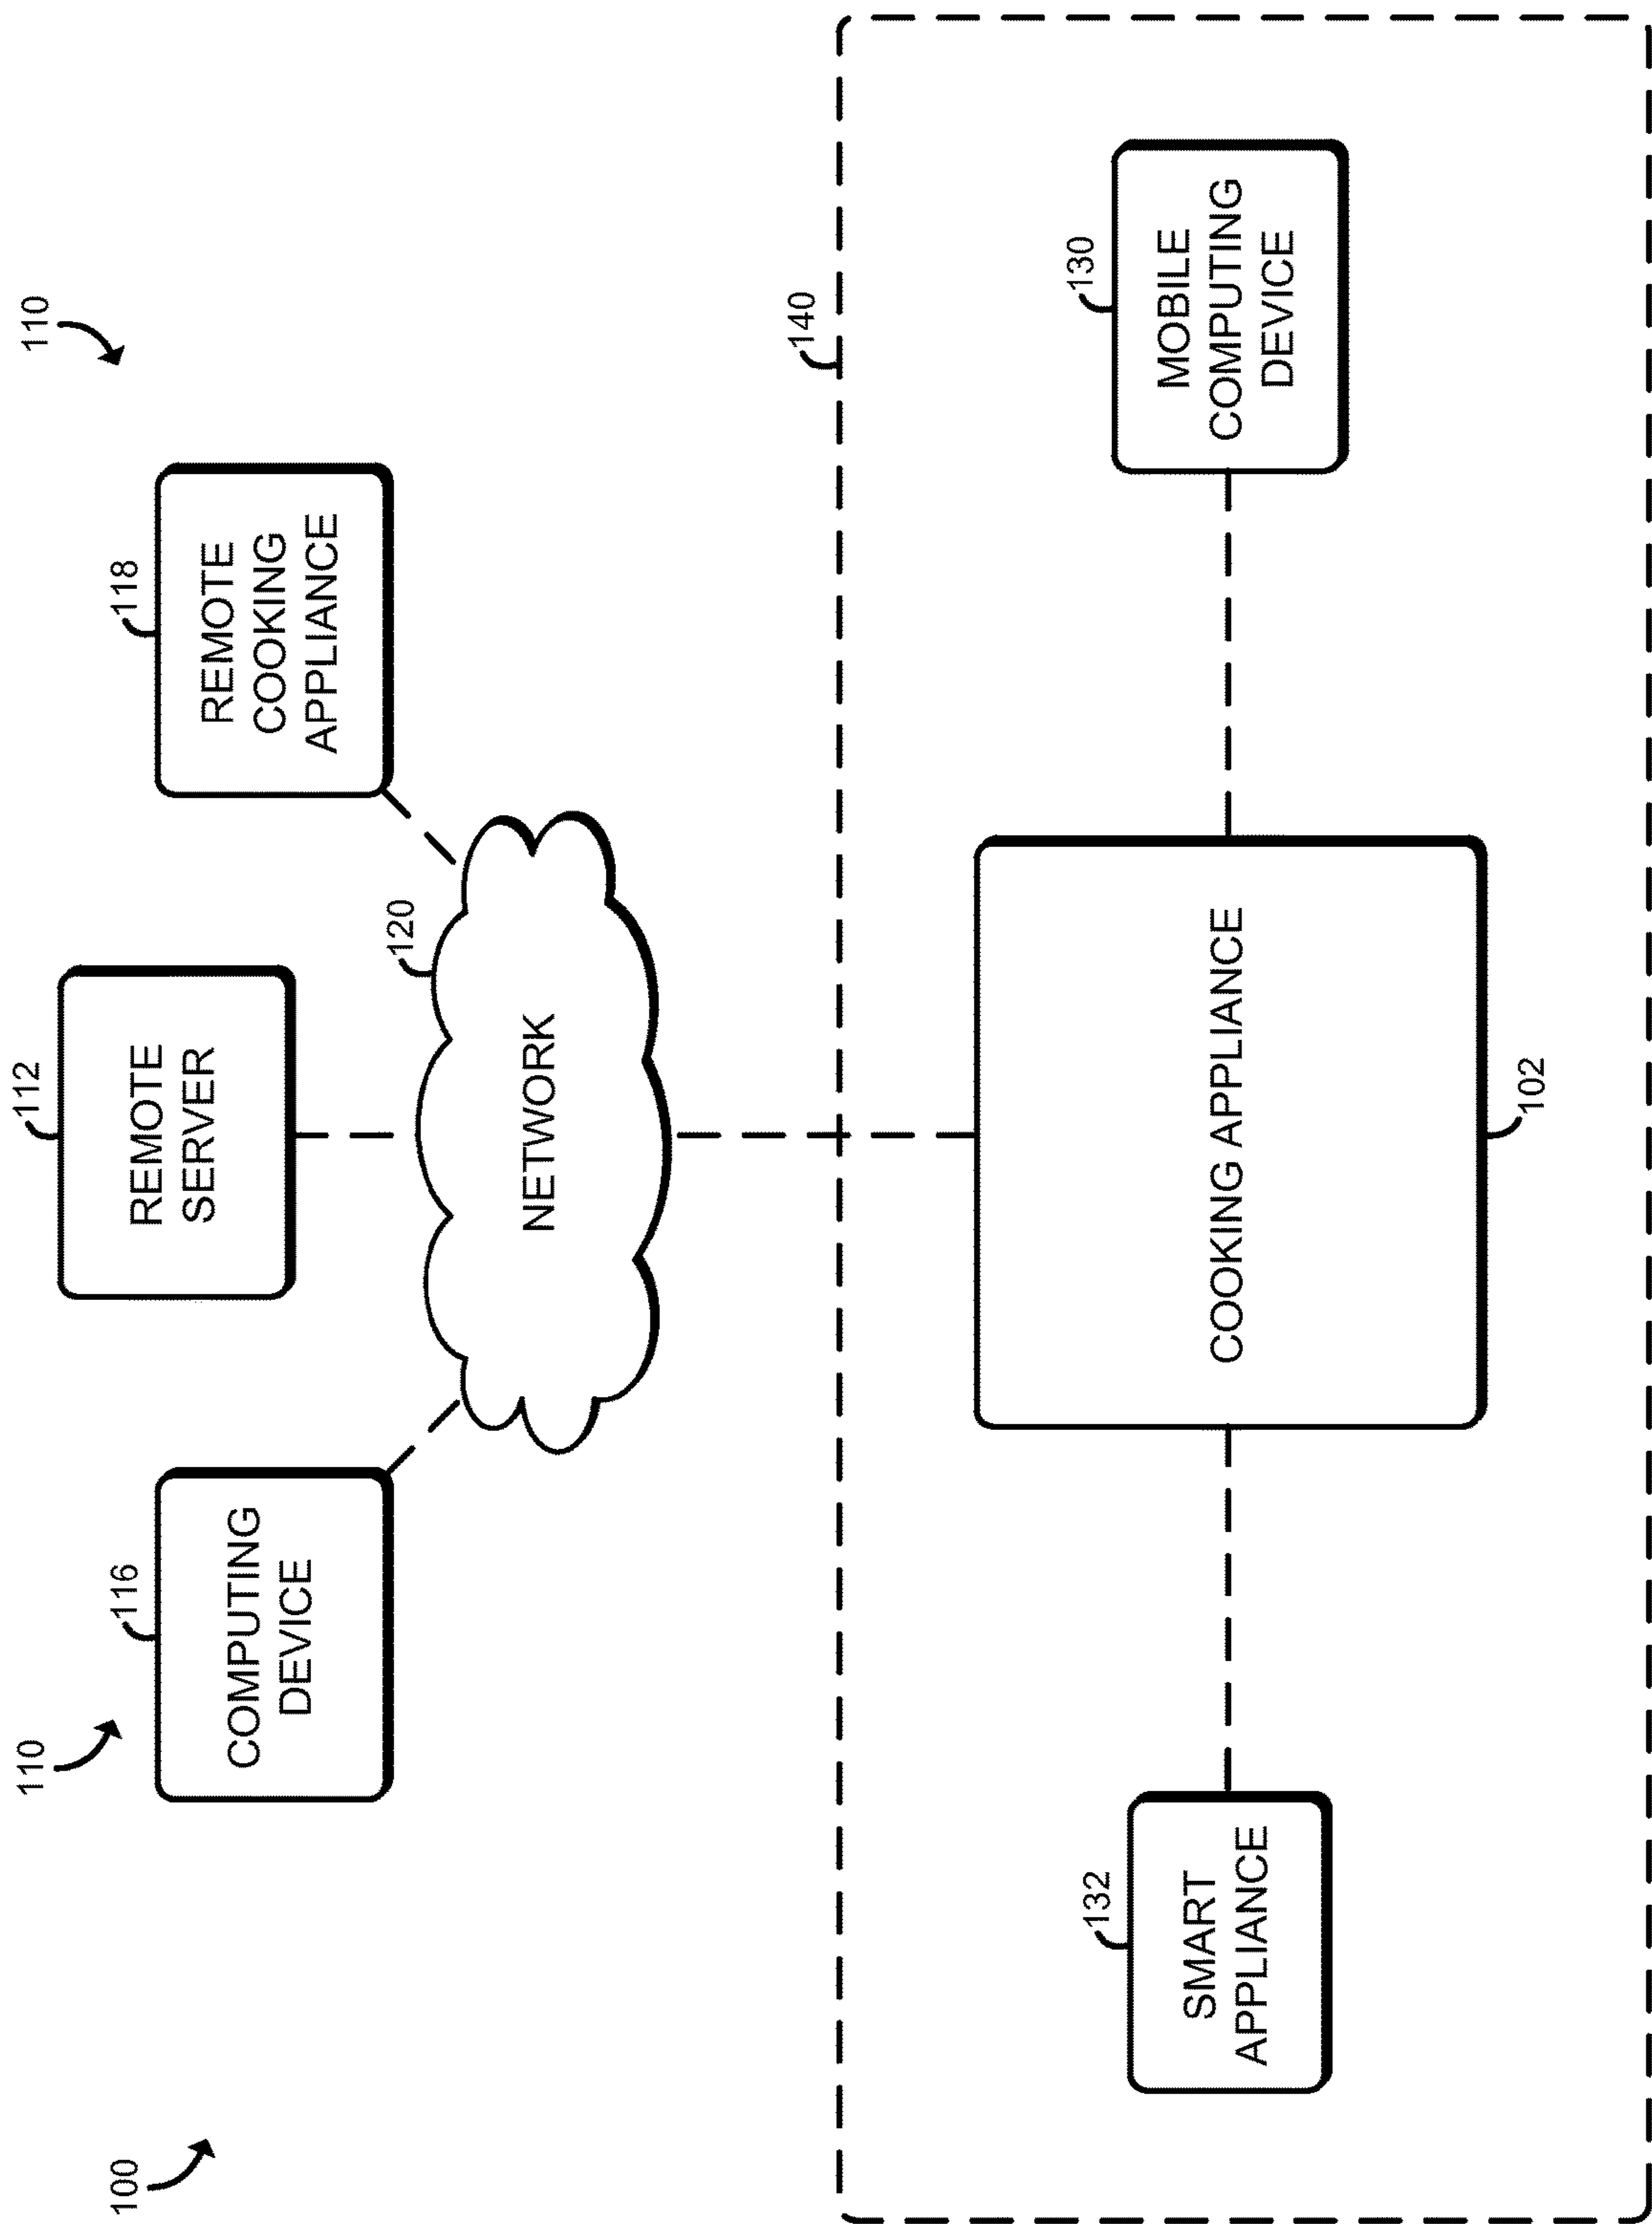 100
110
110
112
REMOTE
SERVER
116
COMPUTING
DEVICE
118
REMOTE
COOKING
APPLIANCE
120
NETWORK
140
132
SMART
APPLIANCE
COOKING APPLIANCE
102
130
MOBILE
COMPUTING
DEVICE